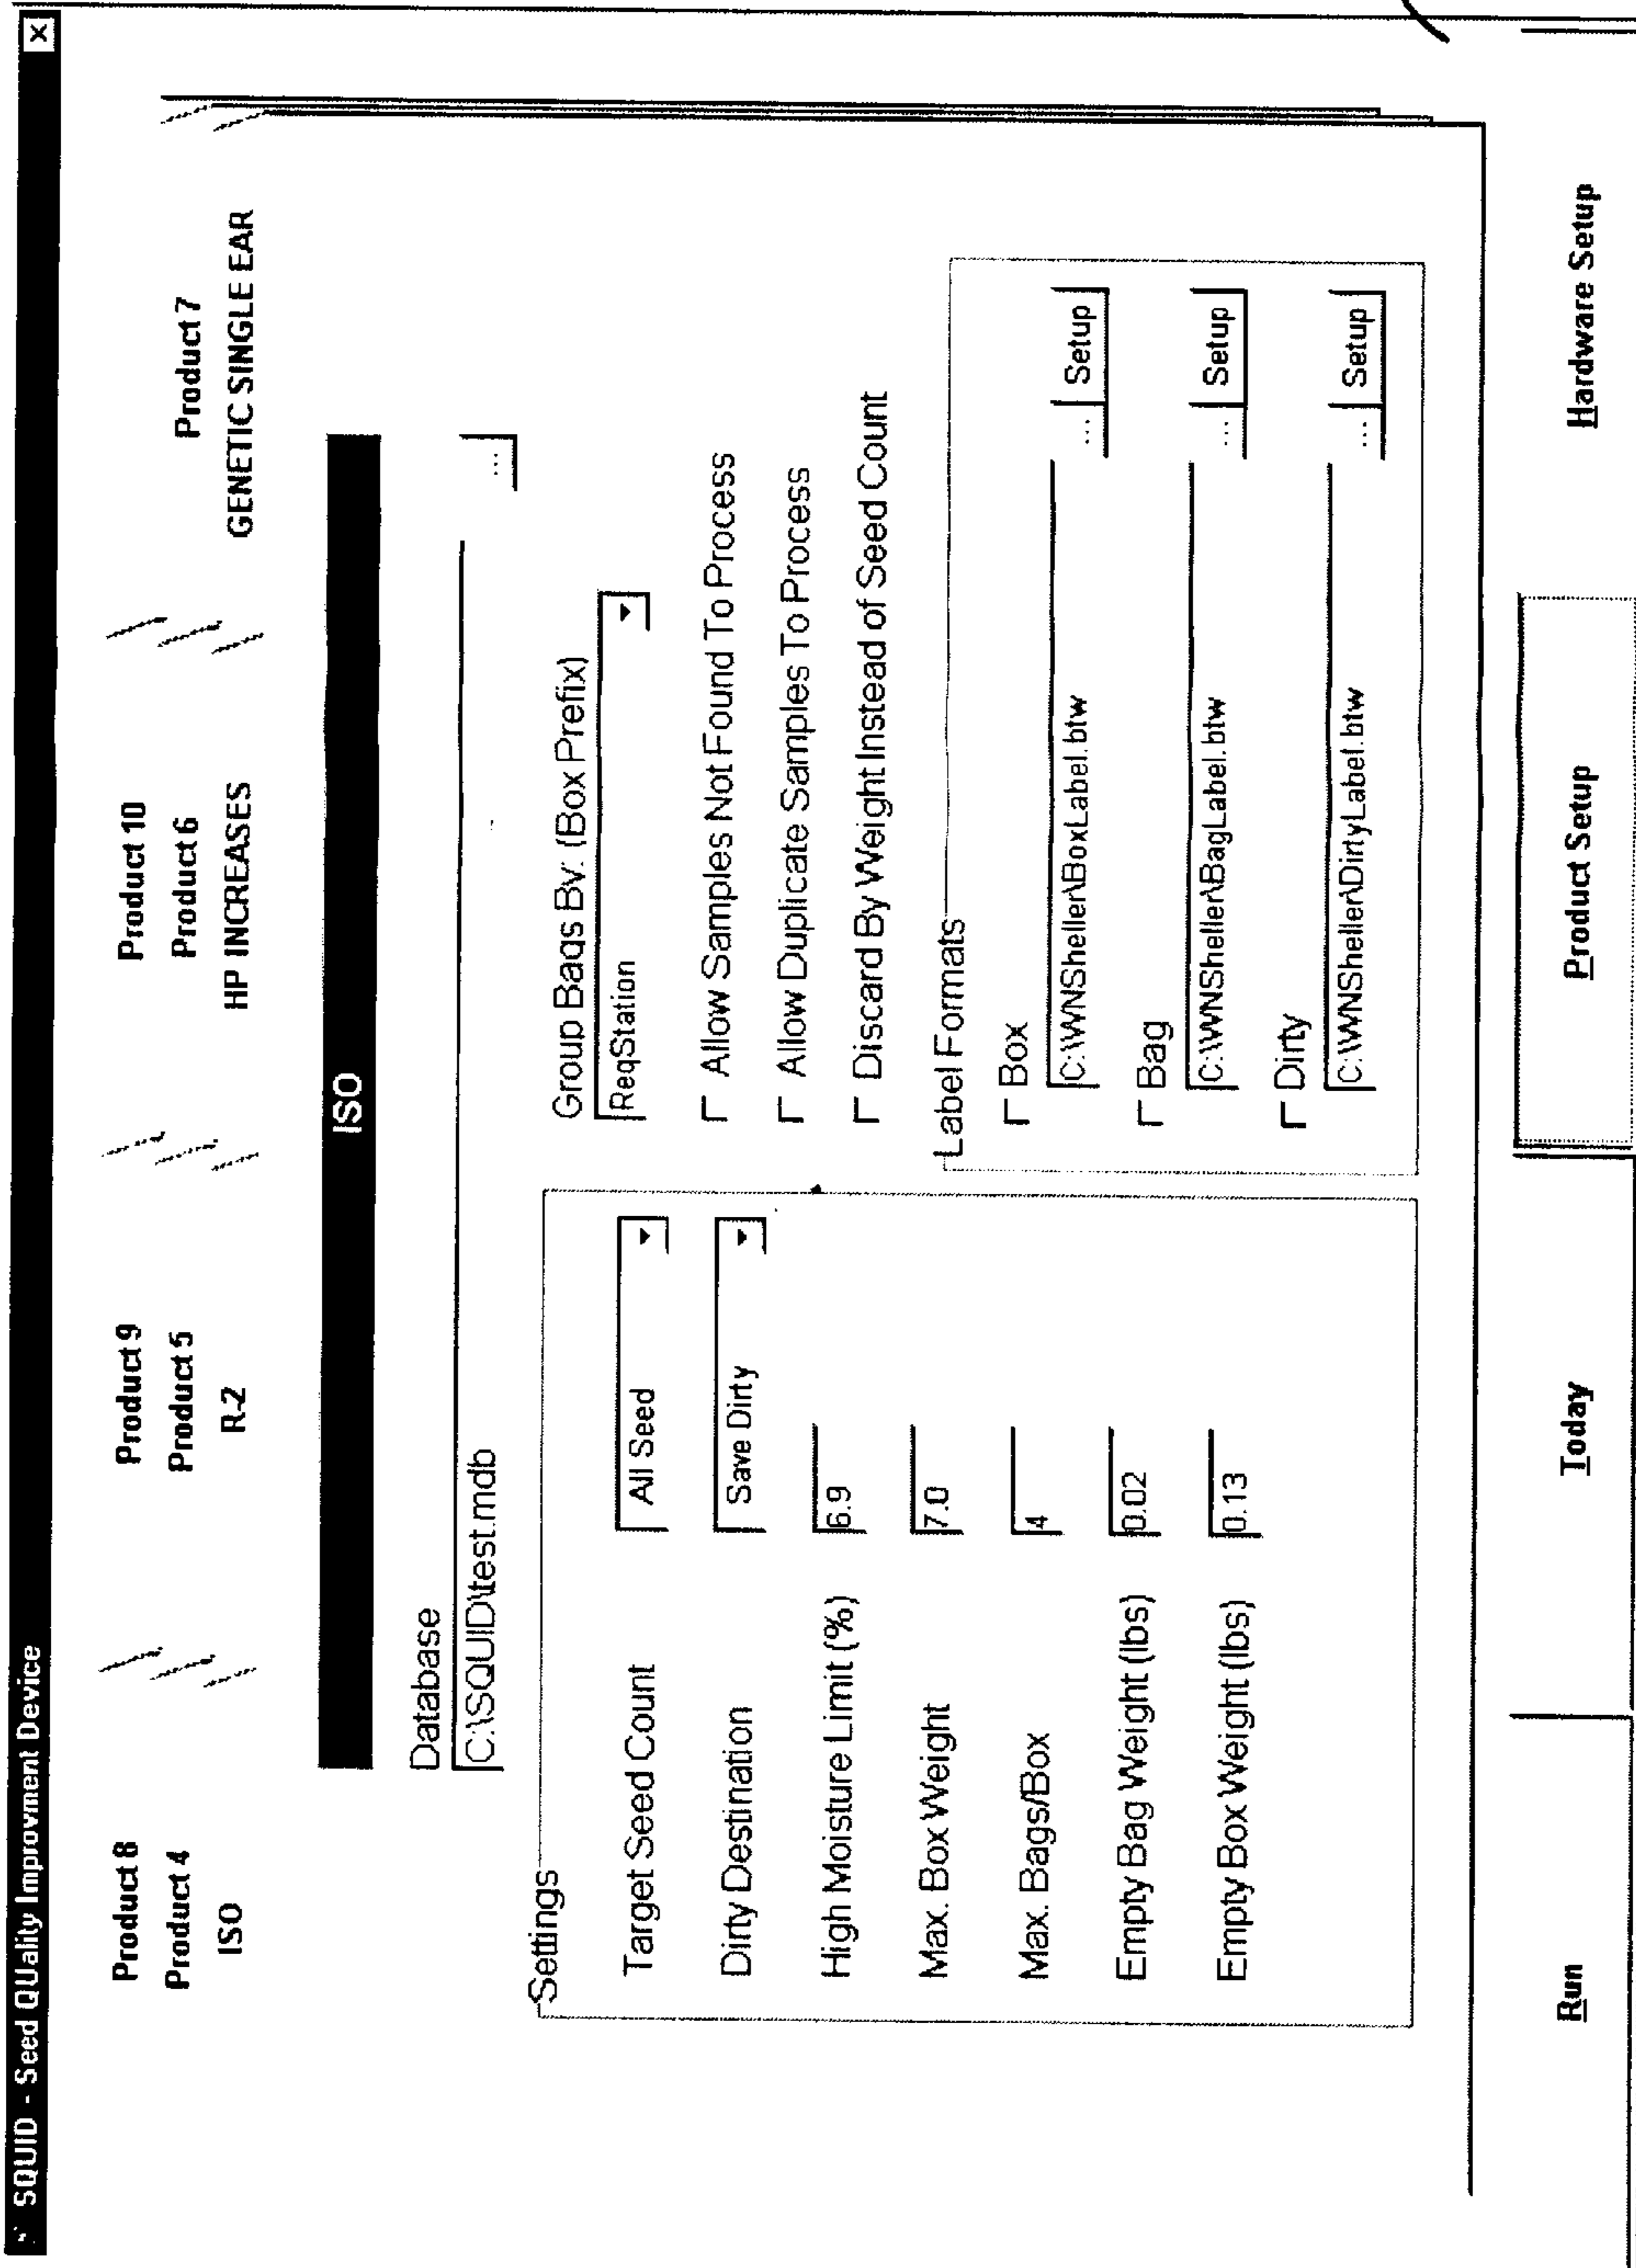 SQUID - Seed QUality Improvment Device
Product 8 Product 9 Product 10
Product 4 Product 5 Product 6 Product 7
ISO R-2 HP INCREASES GENETIC SINGLE EAR
ISO
Database
C:\SQUID\test.mdb ...
Settings
Target Seed Count All Seed
Dirty Destination Save Dirty
High Moisture Limit (%) 6.9
Max. Box Weight 7.0
Max. Bags/Box 4
Empty Bag Weight (lbs) 0.02
Empty Box Weight (lbs) 0.13
Group Bags By: (Box Prefix)
ReqStation
Allow Samples Not Found To Process
Allow Duplicate Samples To Process
Discard By Weight Instead of Seed Count
Label Formats
Box
C:\WNSheller\BoxLabel.btw ... Setup
Bag
C:\WNSheller\BagLabel.btw ... Setup
Dirty
C:\WNSheller\DirtyLabel.btw ... Setup
Run Today Product Setup Hardware Setup